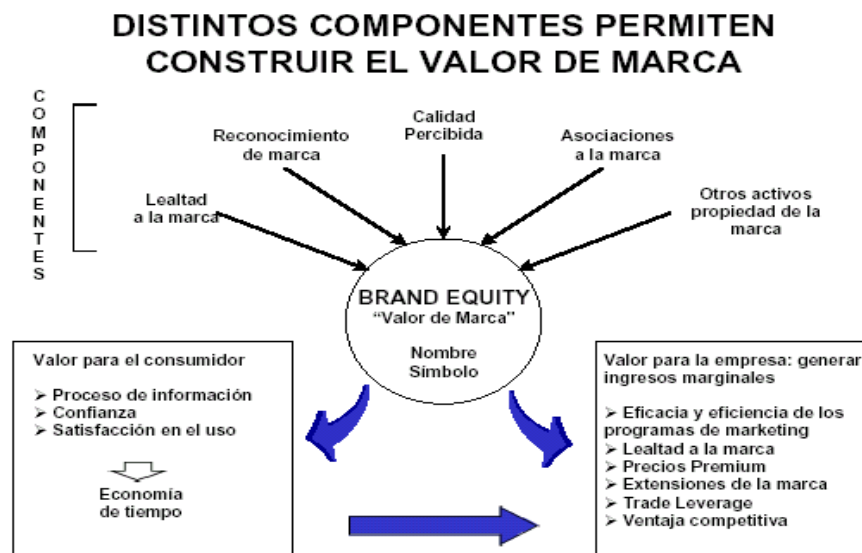 DISTINTOS COMPONENTES PERMITEN
CONSTRUIR EL VALOR DE MARCA
COMPONENTES
Lealtad
a la marca
Reconocimiento
de marca
Calidad
Percibida
Asociaciones
a la marca
Otros activos
propiedad de la
marca
BRAND EQUITY
“Valor de Marca”
Nombre
Símbolo
Valor para el consumidor
➢ Proceso de información
➢ Confianza
➢ Satisfacción en el uso
Economía
de tiempo
Valor para la empresa: generar
ingresos marginales
➢ Eficacia y eficiencia de los
programas de marketing
➢ Lealtad a la marca
➢ Precios Premium
➢ Extensiones de la marca
➢ Trade Leverage
➢ Ventaja competitiva